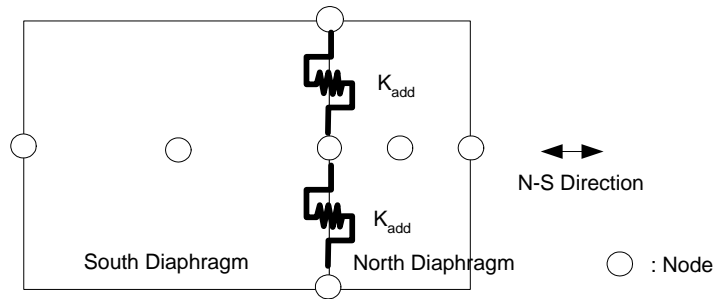 K_add
N-S Direction
K_add
South Diaphragm
North Diaphragm
: Node